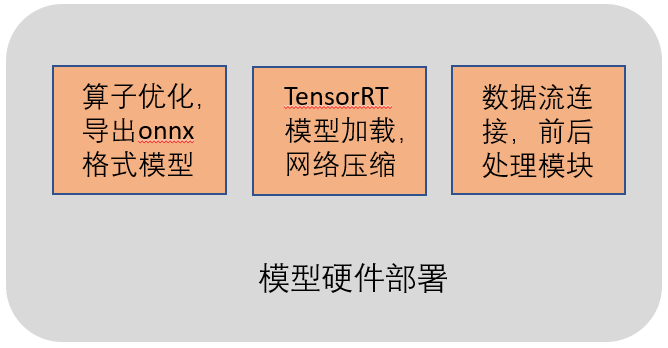 算子优化，
导出onnx
格式模型
TensorRT
模型加载，
网络压缩
数据流连
接，前后
处理模块
模型硬件部署